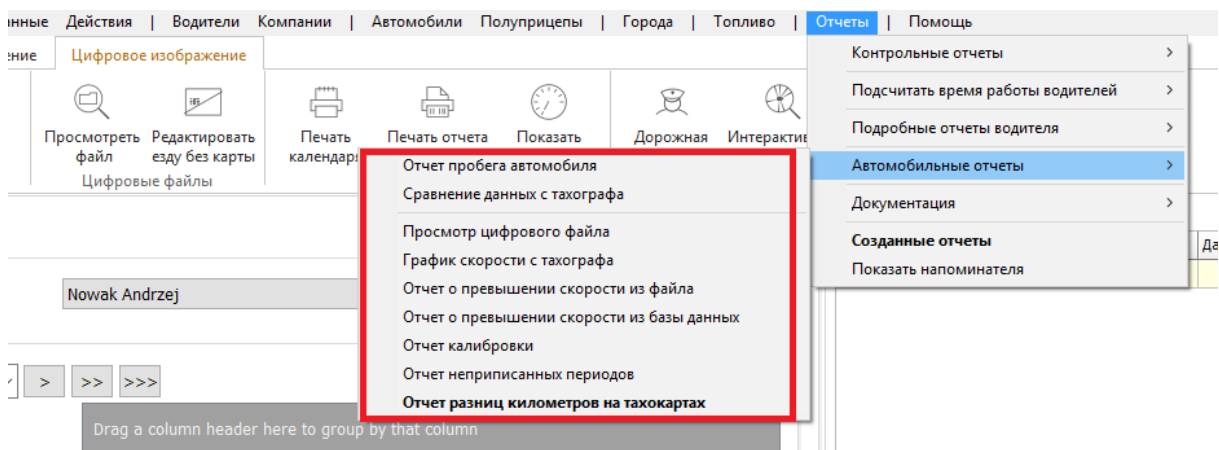 нные Действия | Водители Компании | Автомобили Полуприцепы | Города | Топливо | Отчеты | Помощь
ение Цифровое изображение
Просмотреть файл
Редактировать езду без карты
Печать календаря
Печать отчета
Показать
Дорожная
Интерактив
Цифровые файлы
Контрольные отчеты >
Подсчитать время работы водителей >
Подробные отчеты водителя >
Автомобильные отчеты >
Документация >
Созданные отчеты
Показать напоминателя
Отчет пробега автомобиля
Сравнение данных с тахографа
Просмотр цифрового файла
График скорости с тахографа
Отчет о превышении скорости из файла
Отчет о превышении скорости из базы данных
Отчет калибровки
Отчет неприписанных периодов
Отчет разниц километров на тахокартах
Да
Nowak Andrzej
> >> >>>
Drag a column header here to group by that column